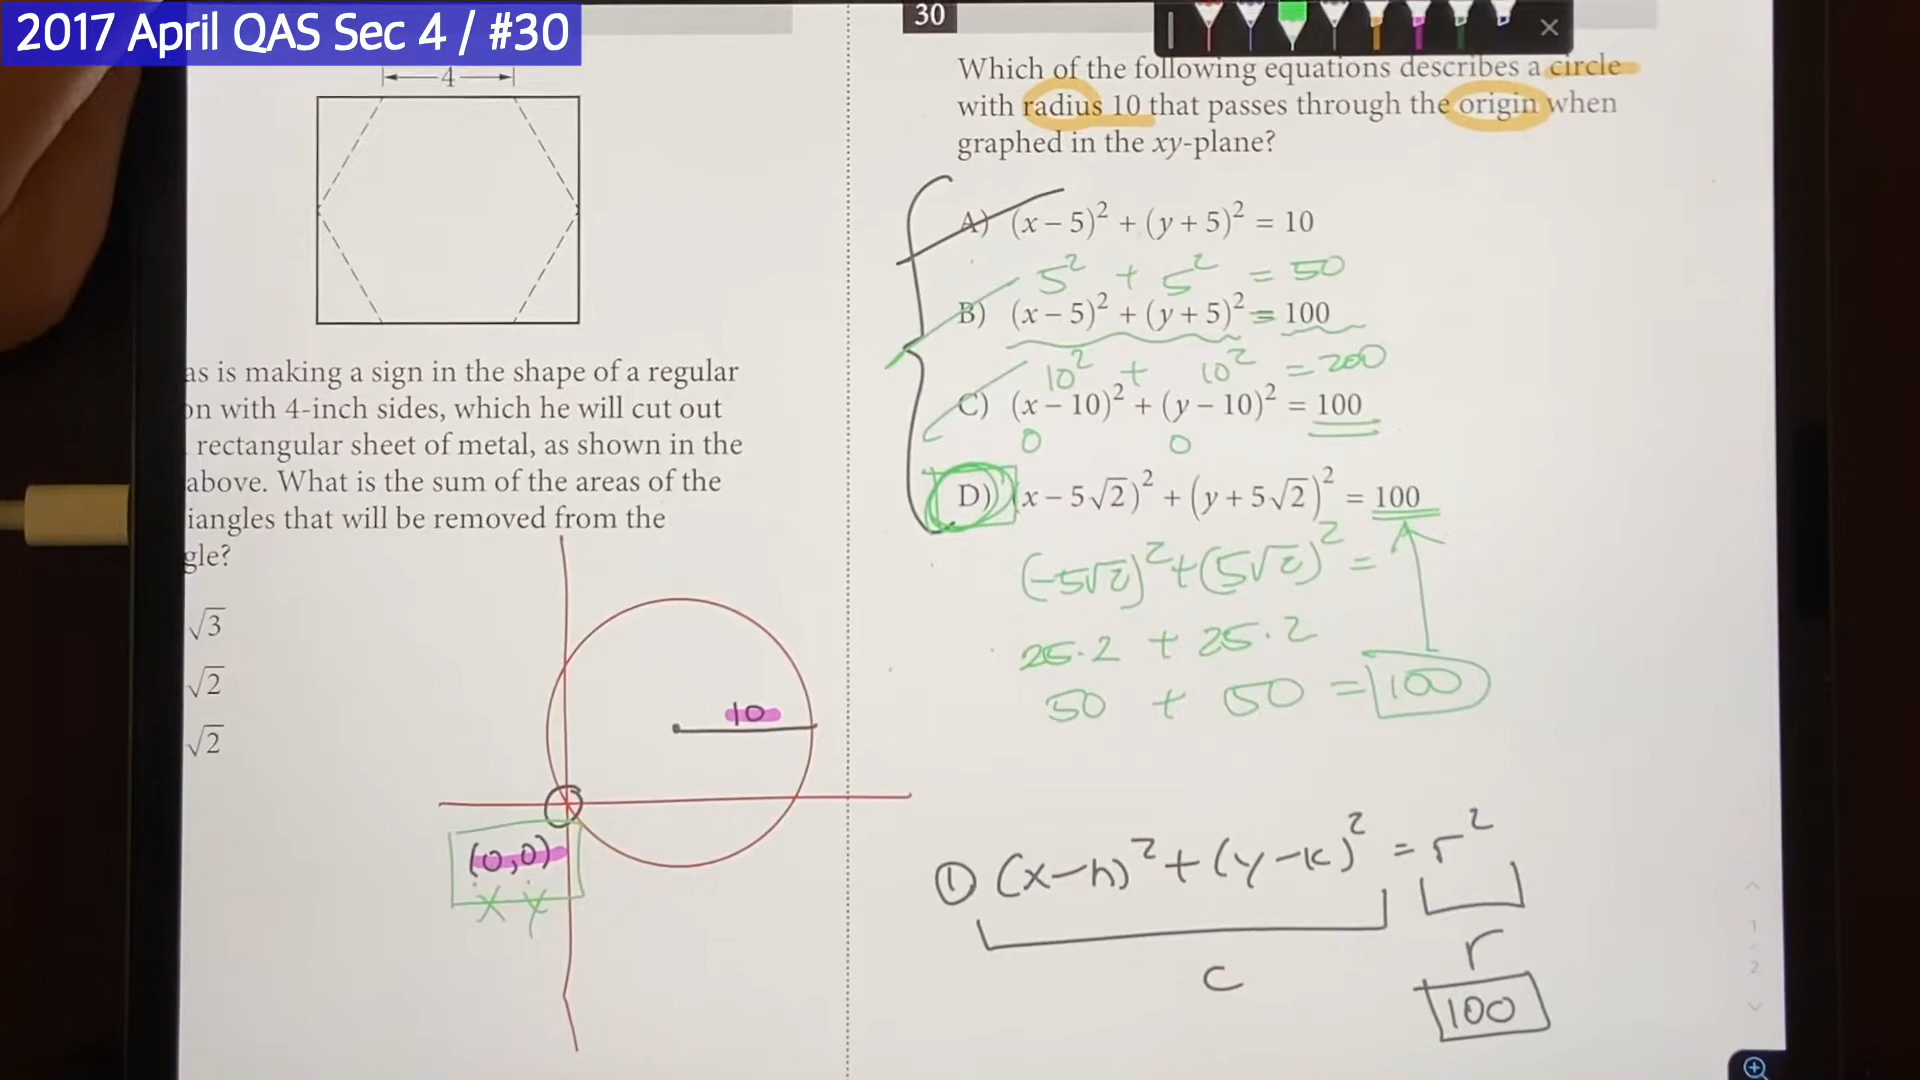 2017 April QAS Sec 4 / #30
4
as is making a sign in the shape of a regular
on with 4-inch sides, which he will cut out
rectangular sheet of metal, as shown in the
above. What is the sum of the areas of the
iangles that will be removed from the
gle?
√3
√2
√2
10
(0,0)
x y
30
Which of the following equations describes a circle
with radius 10 that passes through the origin when
graphed in the xy-plane?
A) (x – 5)² + (y + 5)² = 10
5² + 5² = 50
B) (x – 5)² + (y + 5)² = 100
10² + 10² = 200
C) (x – 10)² + (y – 10)² = 100
0 0
D) (x – 5√2)² + (y + 5√2)² = 100
(-5√2)² + (5√2)² =
25·2 + 25·2
50 + 50 = 100
① (x-h)² + (y-k)² = r²
C
r
100
1
2